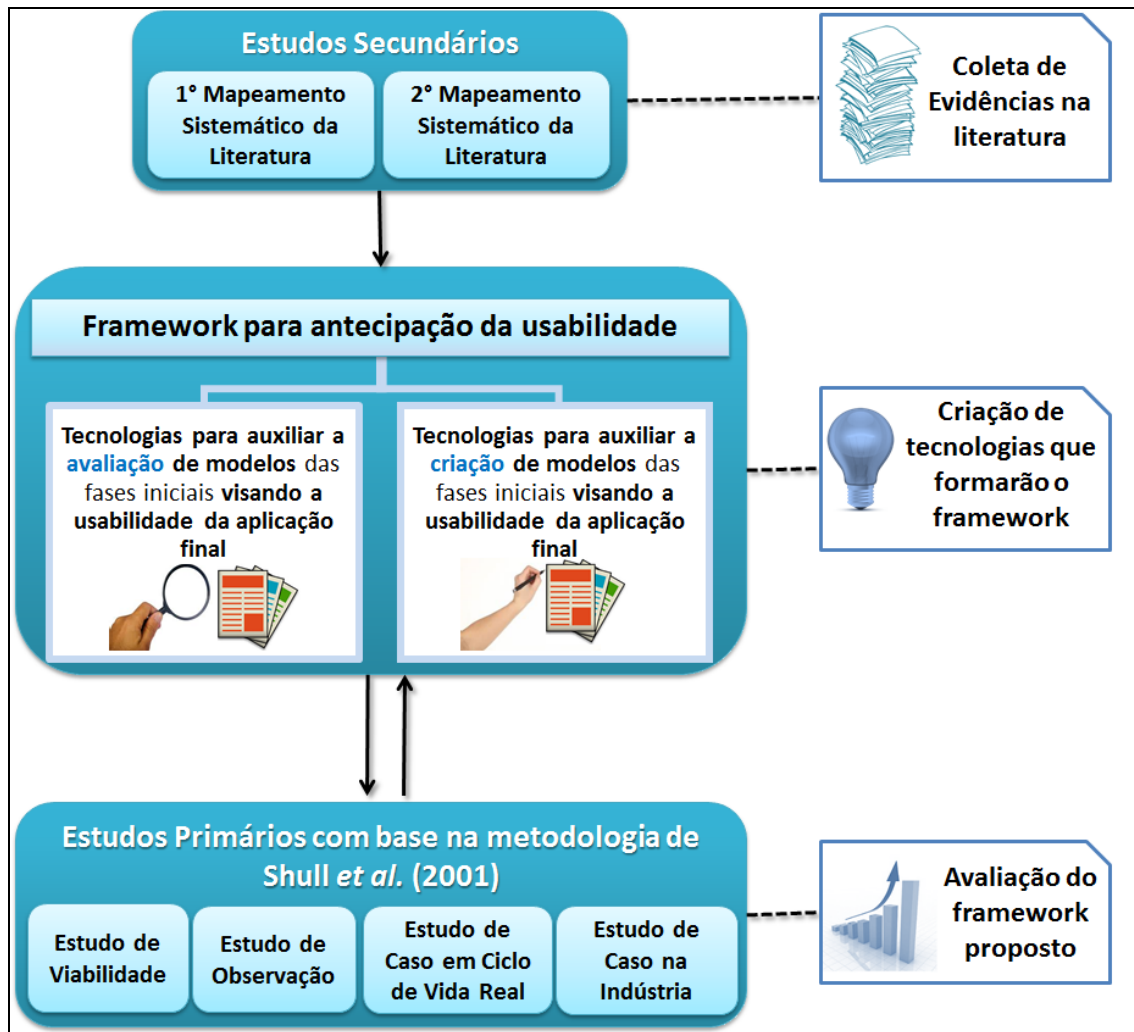 Estudos Secundários
1° Mapeamento
Sistemático da
Literatura
2° Mapeamento
Sistemático da
Literatura
Coleta de
Evidências na
literatura
Framework para antecipação da usabilidade
Tecnologias para auxiliar a
avaliação de modelos das
fases iniciais visando a
usabilidade da aplicação
final
Tecnologias para auxiliar a
criação de modelos das
fases iniciais visando a
usabilidade da aplicação
final
Criação de
tecnologias que
formarão o
framework
Estudos Primários com base na metodologia de
Shull et al. (2001)
Estudo de
Viabilidade
Estudo de
Observação
Estudo de
Caso em Ciclo
de Vida Real
Estudo de
Caso na
Indústria
Avaliação do
framework
proposto